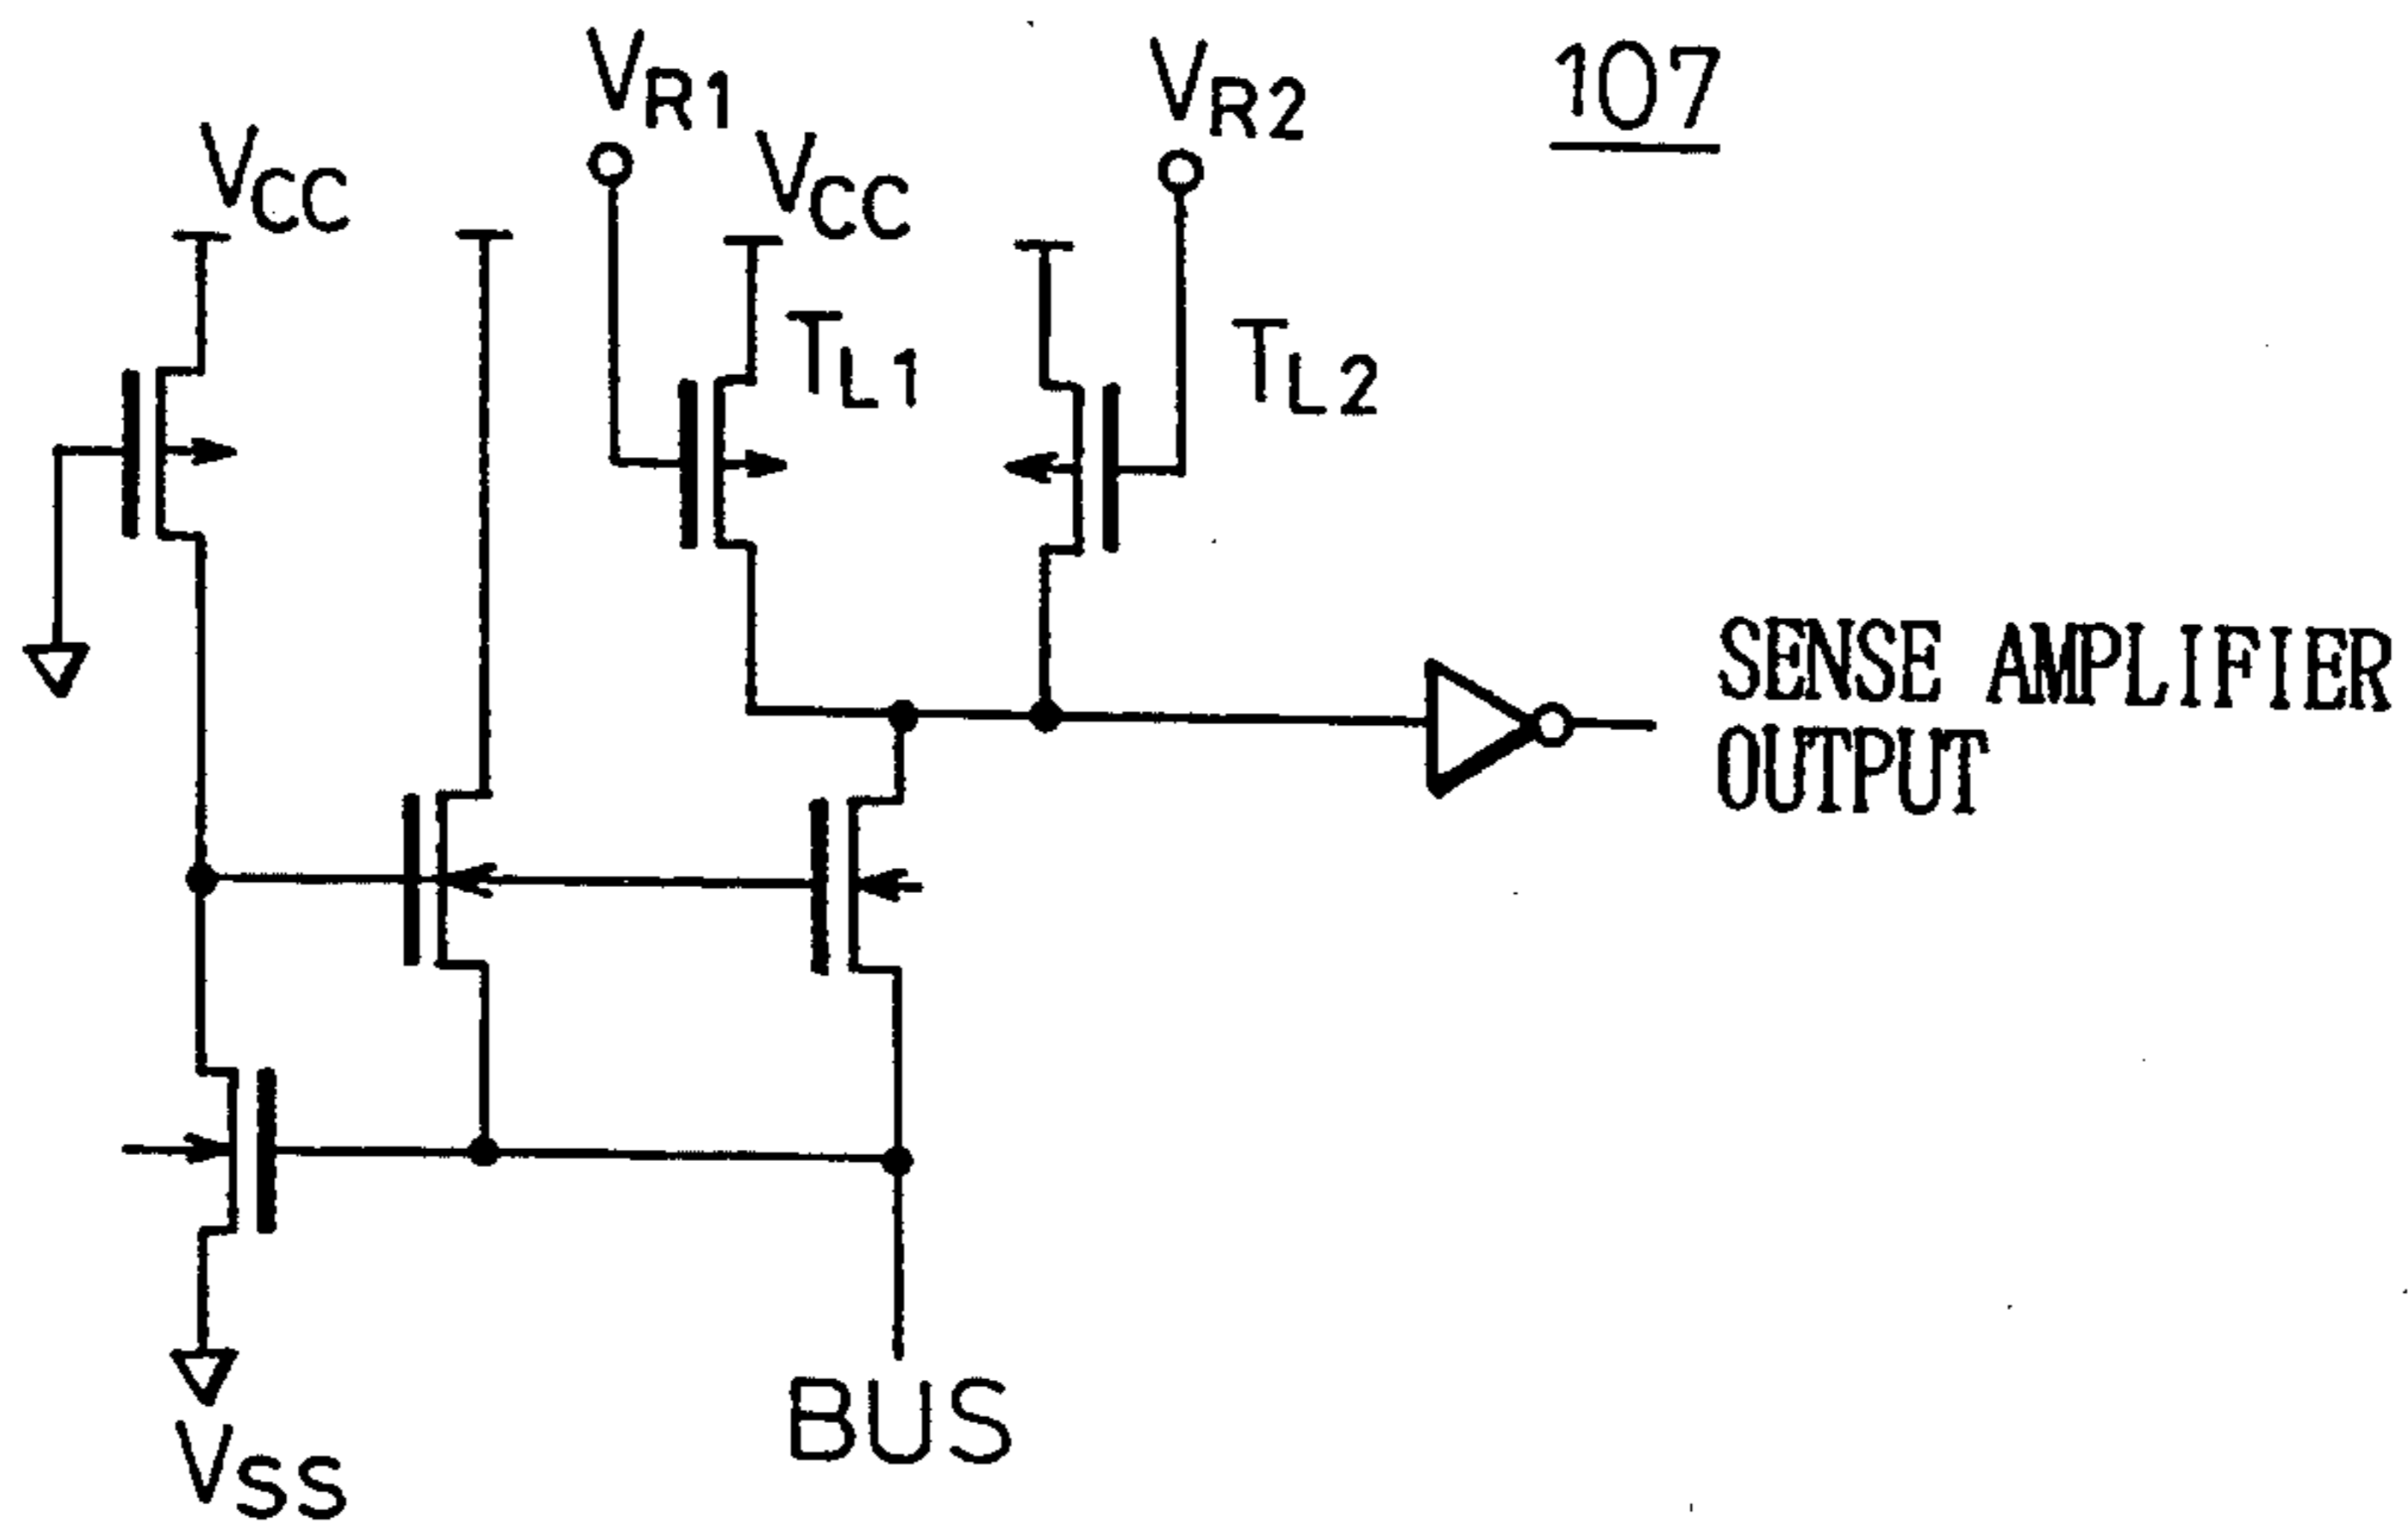 VR1
VR2
107
VCC
VCC
TL1
TL2
SENSE AMPLIFIER
OUTPUT
BUS
VSS